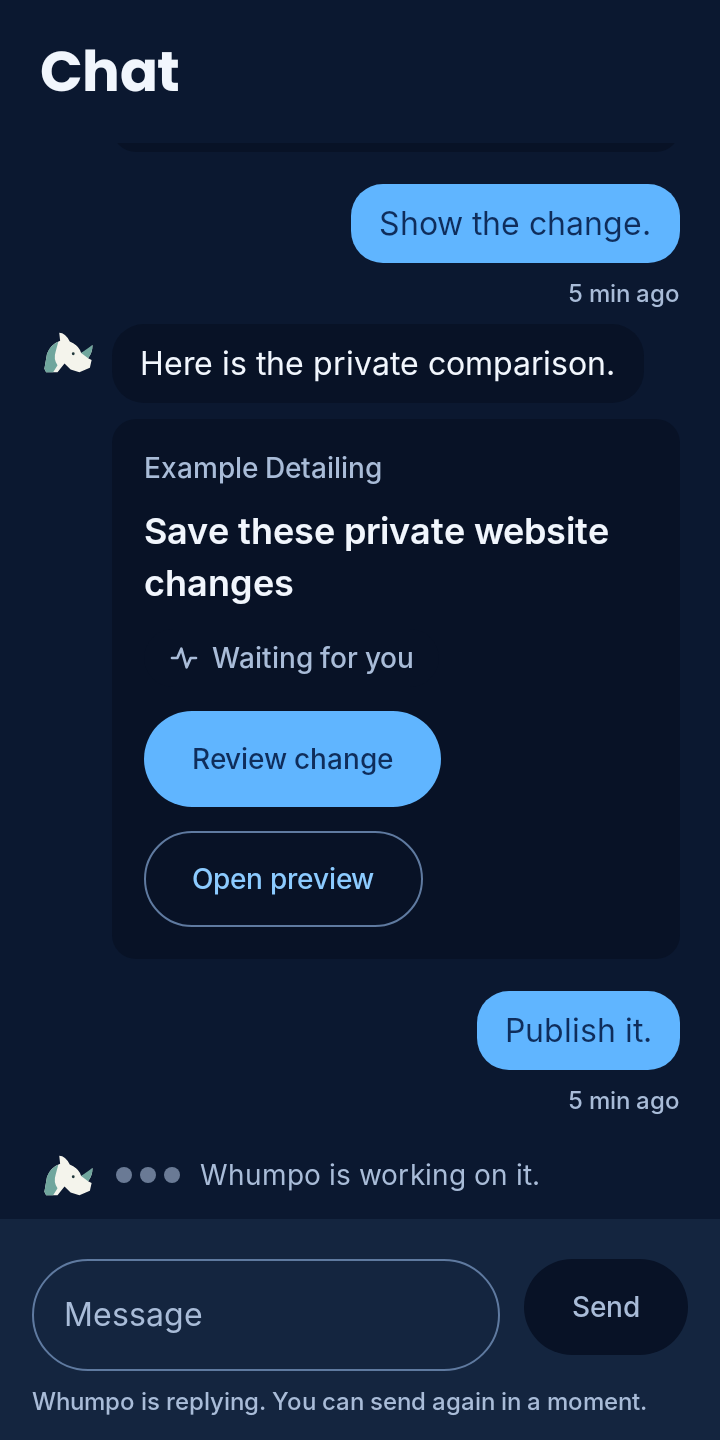 Chat
Show the change.
5 min ago
Here is the private comparison.
Example Detailing
Save these private website
changes
Waiting for you
Review change
Open preview
Publish it.
5 min ago
Whumpo is working on it.
Message
Send
Whumpo is replying. You can send again in a moment.